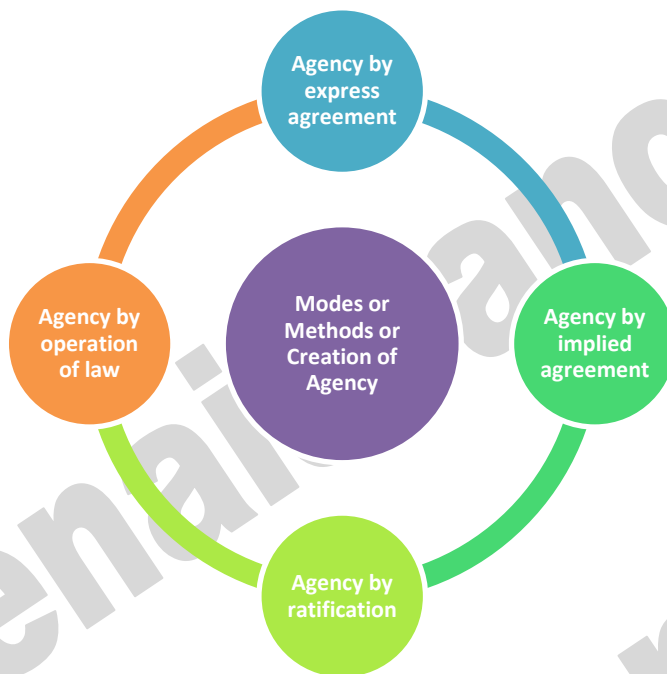 Agency by
express
agreement
Agency by
operation
of law
Modes or
Methods or
Creation of
Agency
Agency by
implied
agreement
Agency by
ratification